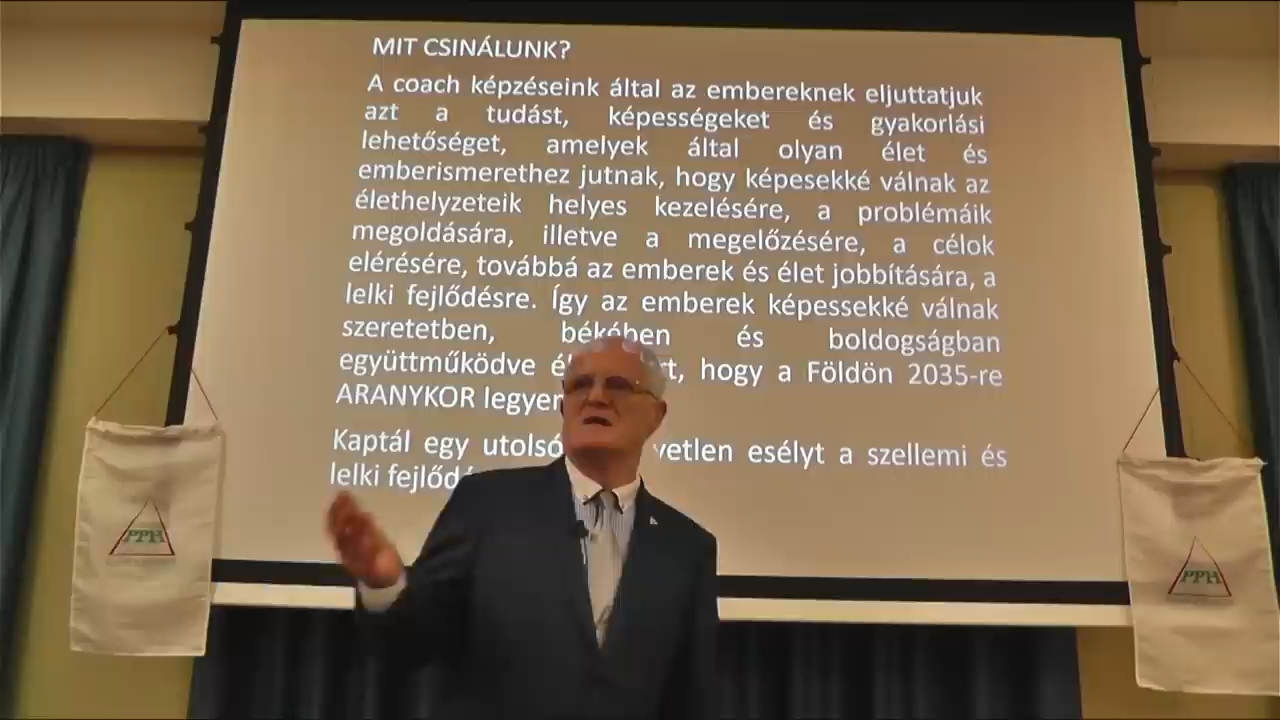 MIT CSINÁLUNK?
A coach képzéseink által az embereknek eljuttatjuk
azt a tudást, képességeket és gyakorlási
lehetőséget, amelyek által olyan élet és
emberismerethez jutnak, hogy képesekké válnak az
élethelyzeteik helyes kezelésére, a problémáik
megoldására, illetve a megelőzésére, a célok
elérésére, továbbá az emberek és élet jobbítására, a
lelki fejlődésre. Így az emberek képessekké válnak
szeretetben, békében és boldogságban
együttműködve hogy a Földön 2035-re
ARANYKOR
Kaptál egy esélyt a szellemi és
lelki
PPH
PPH